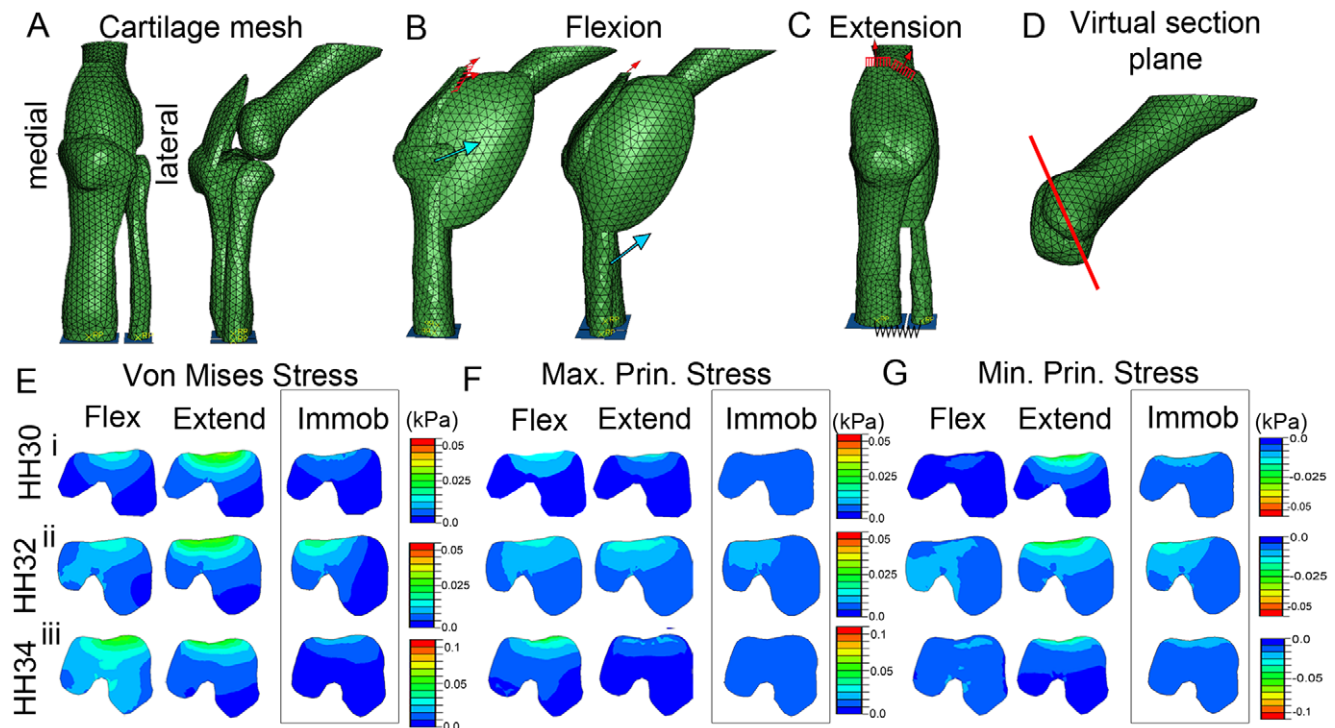 A
Cartilage mesh
B
Flexion
C
Extension
D
Virtual section
plane
medial
lateral
E
Von Mises Stress
F
Max. Prin. Stress
G
Min. Prin. Stress
Flex
Extend
Immob
(kPa)
Flex
Extend
Immob
(kPa)
Flex
Extend
Immob
(kPa)
HH30
i
0.05
0.025
0.0
0.05
0.025
0.0
0.0
-0.025
-0.05
HH32
ii
0.05
0.025
0.0
0.05
0.025
0.0
0.0
-0.025
-0.05
HH34
iii
0.1
0.05
0.0
0.1
0.05
0.0
0.0
-0.05
-0.1